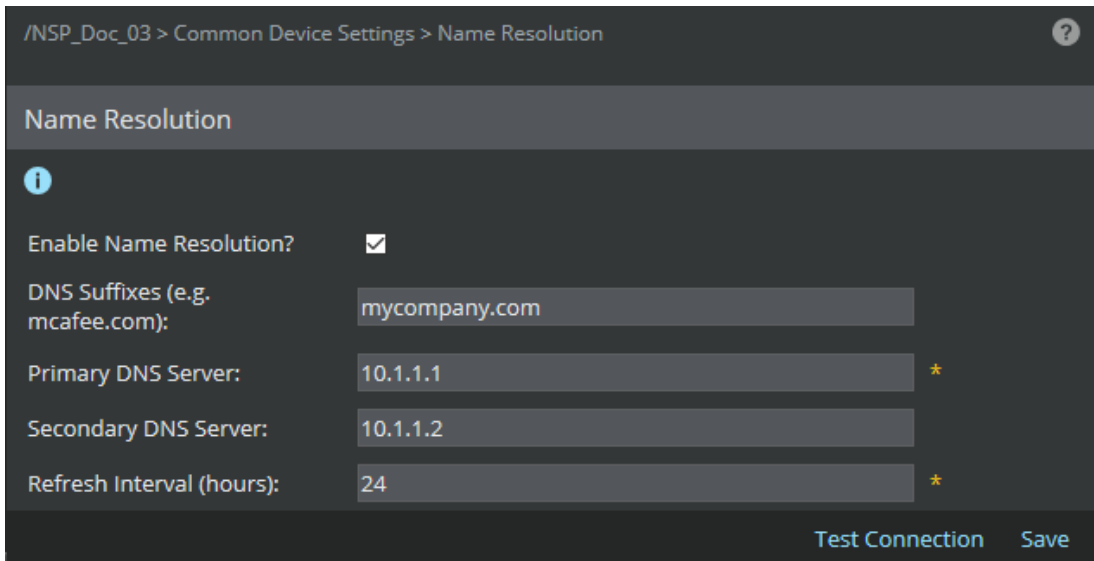 /NSP_Doc_03 > Common Device Settings > Name Resolution
?
Name Resolution
i
Enable Name Resolution?
DNS Suffixes (e.g.
mcafee.com):
mycompany.com
Primary DNS Server:
10.1.1.1
*
Secondary DNS Server:
10.1.1.2
Refresh Interval (hours):
24
*
Test Connection
Save